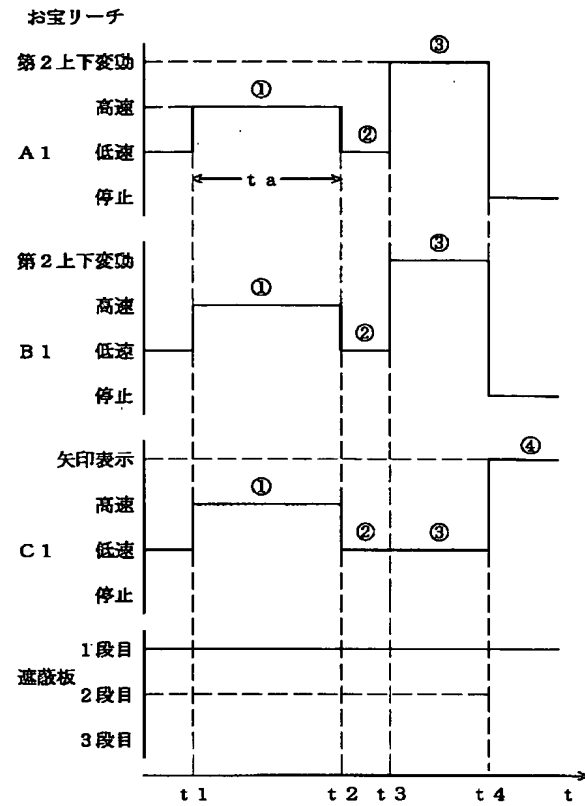 お宝リーチ
③
第2上下変動
①
高速
②
A1 低速
ta
停止
③
第2上下変動
①
高速
②
B1 低速
停止
④
矢印表示
①
高速
② ③
C1 低速
停止
1段目
遮蔽板
2段目
3段目
t1 t2 t3 t4 t